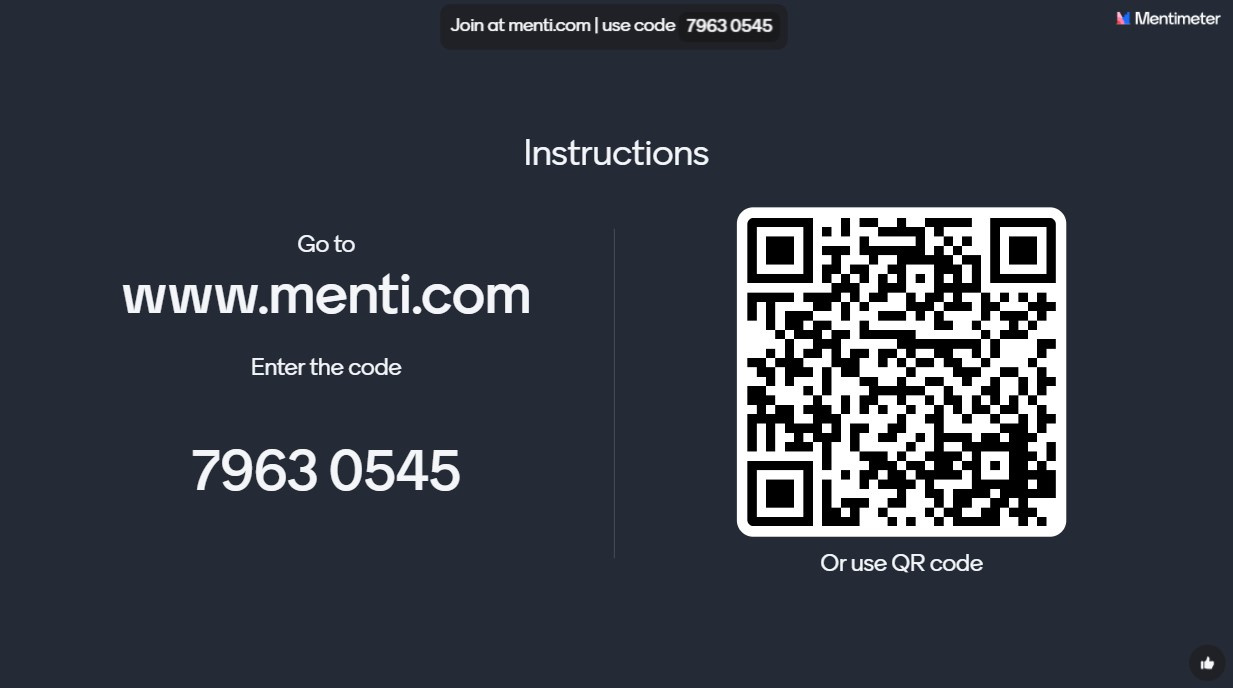 Join at menti.com | use code 7963 0545
Mentimeter
Instructions
Go to
www.menti.com
Enter the code
7963 0545
Or use QR code